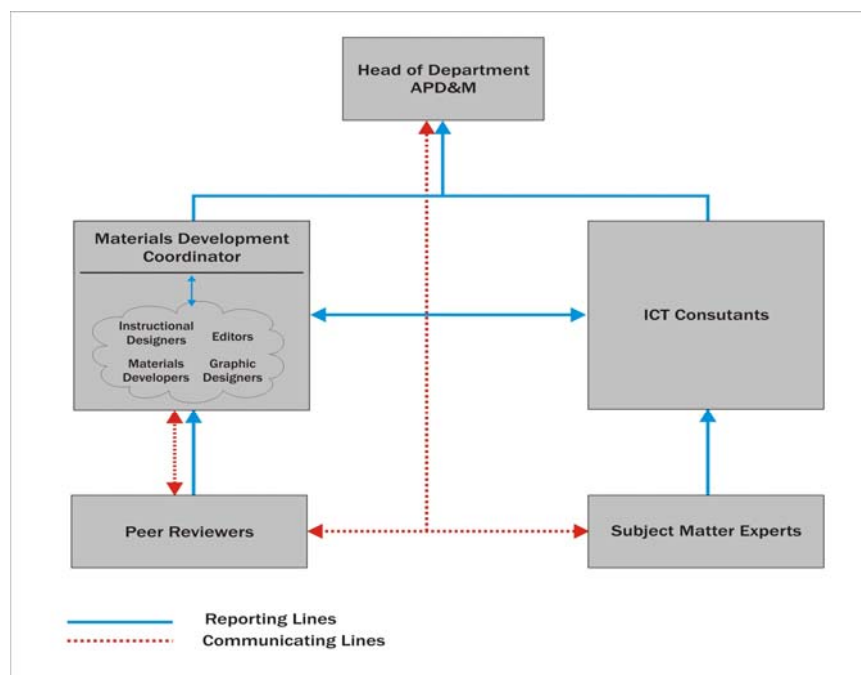 Head of Department
APD&M
Materials Development
Coordinator
Instructional
Designers
Editors
Materials
Developers
Graphic
Designers
ICT Consutants
Peer Reviewers
Subject Matter Experts
Reporting Lines
Communicating Lines